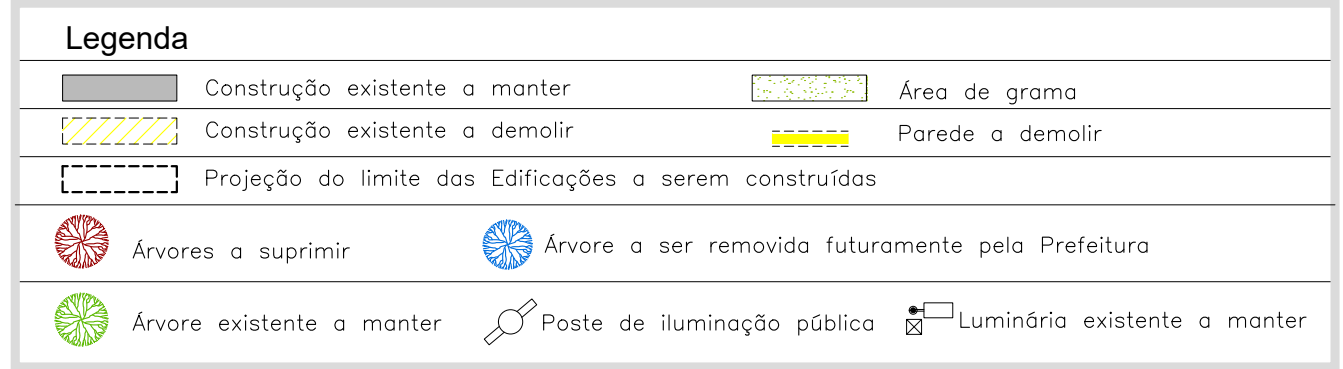 Legenda
Construção existente a manter
Área de grama
Construção existente a demolir
Parede a demolir
Projeção do limite das Edificações a serem construídas
Árvores a suprimir
Árvore a ser removida futuramente pela Prefeitura
Árvore existente a manter
Poste de iluminação pública
Luminária existente a manter